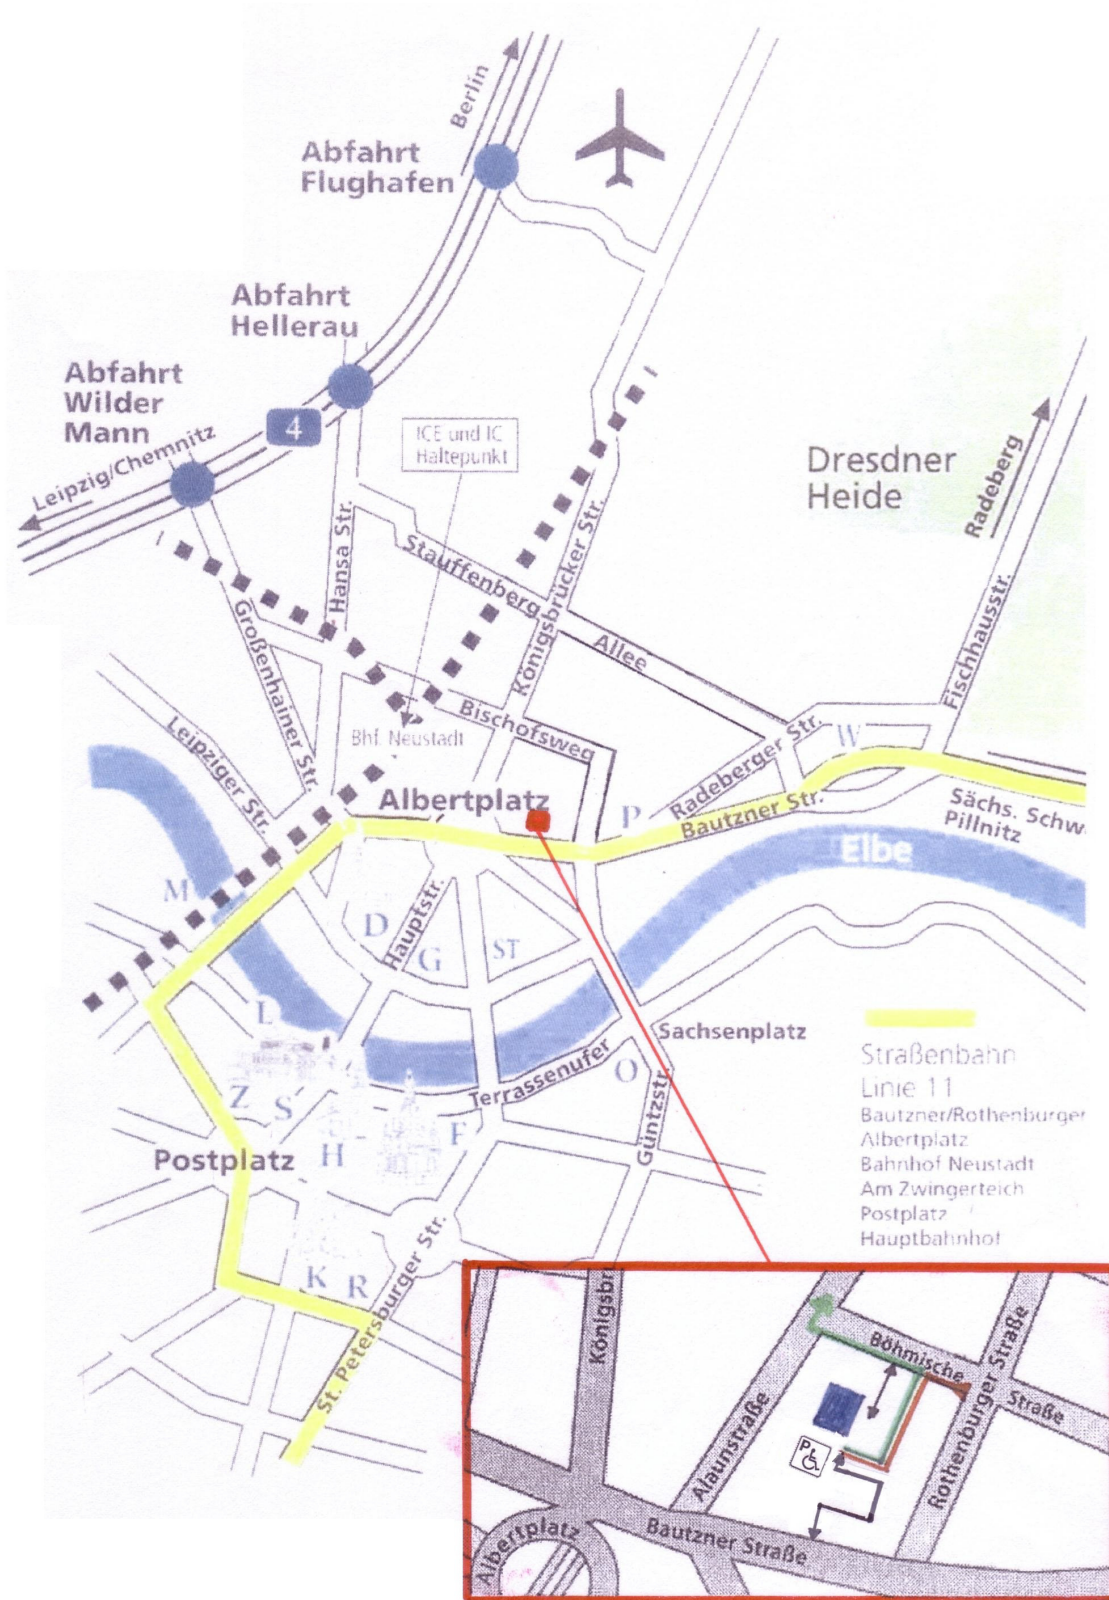 Berlin
Abfahrt
Flughafen
Abfahrt
Hellerau
Abfahrt
Wilder
Mann
4
Leipzig/Chemnitz
ICE und IC
Haltepunkt
Dresdner
Heide
Radeberg
Hansa Str.
Stauffenberg
Allee
Königsbrücker Str.
Großenhainer Str.
Fischhausstr.
Leipziger Str.
Bischofsweg
Bhf. Neustadt
Radeberger Str.
W
Albertplatz
P
Bautzner Str.
Sächs. Schw
Pillnitz
Elbe
M
D
Hauptstr.
G
ST
L
Sachsenplatz
Terrassenufer
O
Z
S
Güntzstr.
F
Postplatz
H
K
R
St. Petersburger Str.
Straßenbahn
Linie 11
Bautzner/Rothenburger
Albertplatz
Bahnhof Neustadt
Am Zwingerteich
Postplatz
Hauptbahnhof
Königsbr
Böhmische
Straße
Alaunstraße
Rothenburger Straße
P
Bautzner Straße
Albertplatz